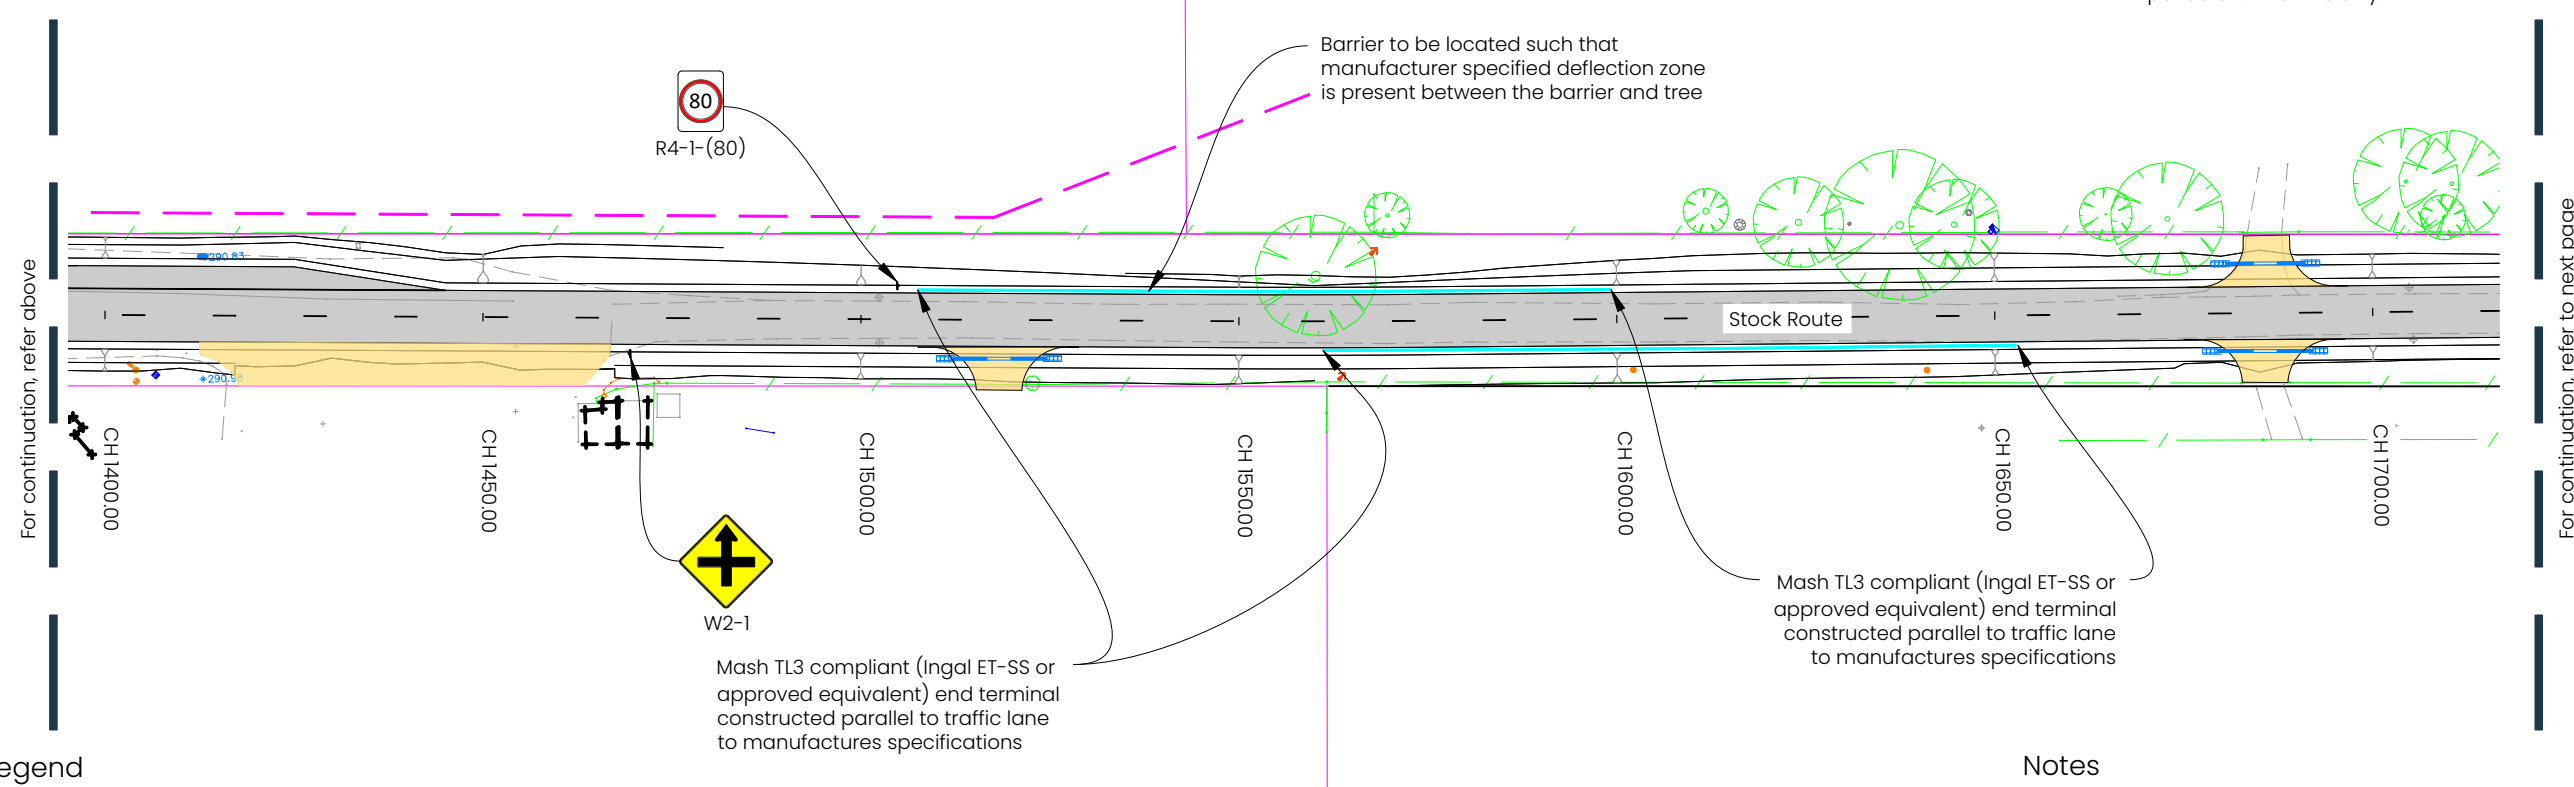 Barrier to be located such that
manufacturer specified deflection zone
is present between the barrier and tree
80
R4-1-(80)
290.83
Stock Route
For continuation, refer above
For continuation, refer to next page
CH 1400.00
CH 1450.00
CH 1500.00
CH 1550.00
CH 1600.00
CH 1650.00
CH 1700.00
W2-1
Mash TL3 compliant (Ingal ET-SS or
approved equivalent) end terminal
constructed parallel to traffic lane
to manufactures specifications
Mash TL3 compliant (Ingal ET-SS or
approved equivalent) end terminal
constructed parallel to traffic lane
to manufactures specifications
egend
Notes